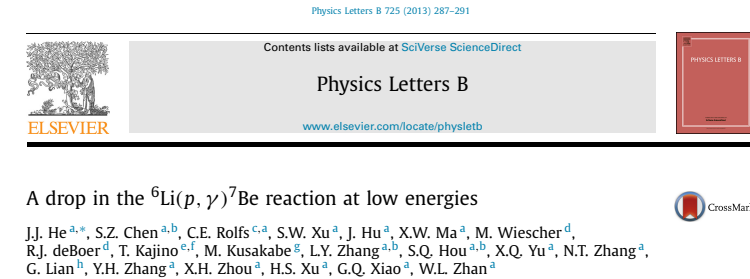 Physics Letters B 725 (2013) 287–291
Contents lists available at SciVerse ScienceDirect
Physics Letters B
www.elsevier.com/locate/physletb
ELSEVIER
PHYSICS LETTERS B
A drop in the ⁶Li(p, γ)⁷Be reaction at low energies
CrossMark
J.J. He a,∗, S.Z. Chen a,b, C.E. Rolfs c,a, S.W. Xu a, J. Hu a, X.W. Ma a, M. Wiescher d,
R.J. deBoer d, T. Kajino e,f, M. Kusakabe g, L.Y. Zhang a,b, S.Q. Hou a,b, X.Q. Yu a, N.T. Zhang a,
G. Lian h, Y.H. Zhang a, X.H. Zhou a, H.S. Xu a, G.Q. Xiao a, W.L. Zhan a